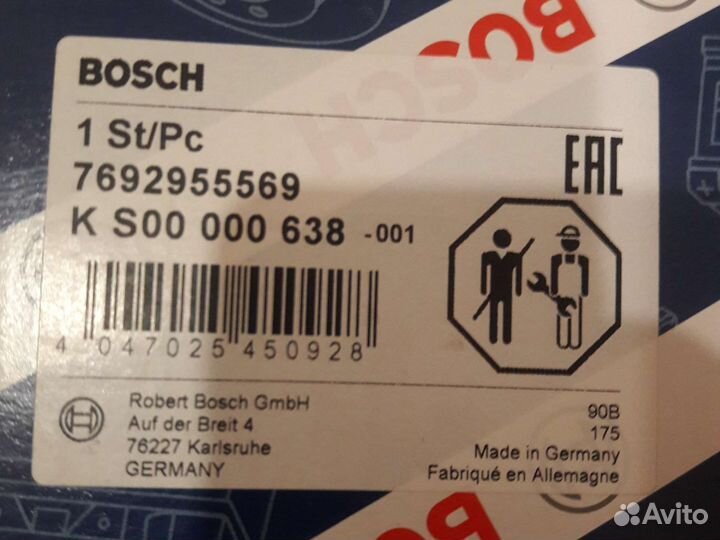 BOSCH
BOSCH
1 St/Pc
7692955569
EAC
K S00 000 638 -001
4 047025 450928
Robert Bosch GmbH
Auf der Breit 4
76227 Karlsruhe
GERMANY
90B
175
Made in Germany
Fabriqué en Allemagne
Avito